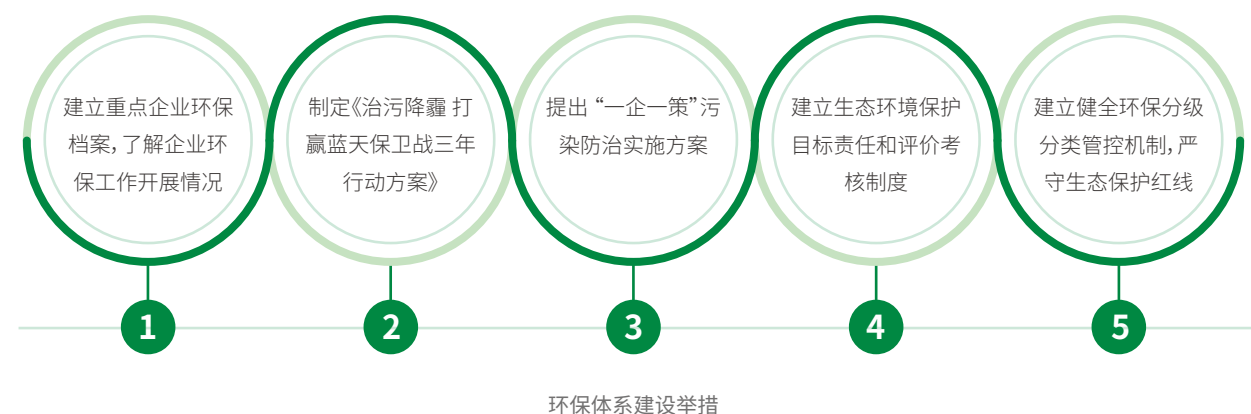 建立重点企业环保
档案，了解企业环
保工作开展情况
制定《治污降霾 打
赢蓝天保卫战三年
行动方案》
提出 “一企一策”污
染防治实施方案
建立生态环境保护
目标责任和评价考
核制度
建立健全环保分级
分类管控机制，严
守生态保护红线
1
2
3
4
5
环保体系建设举措